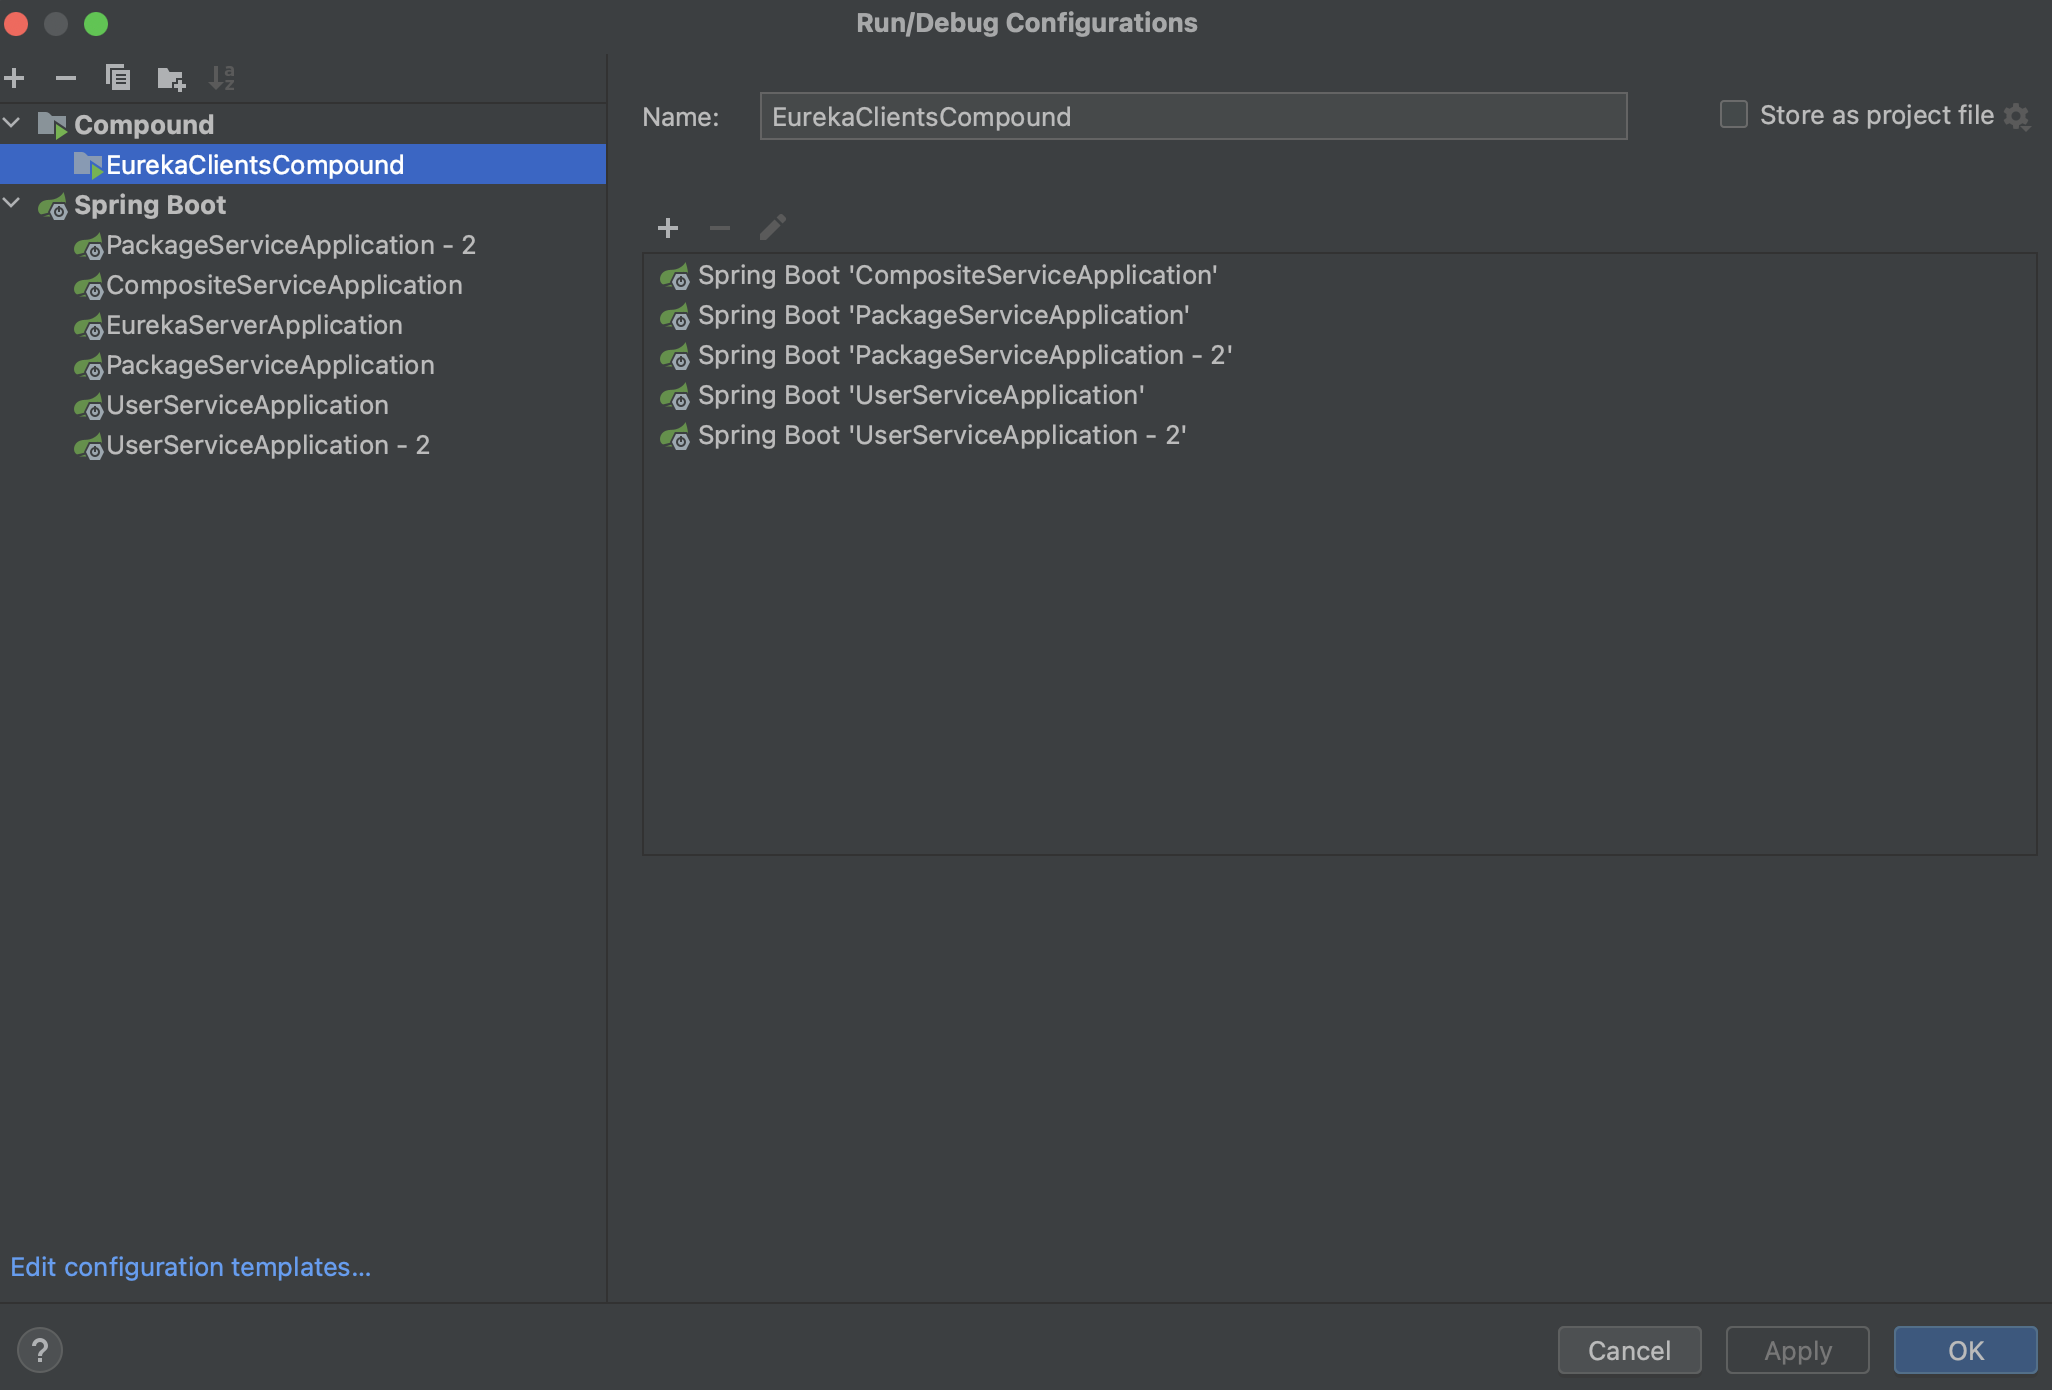 Run/Debug Configurations
Compound
EurekaClientsCompound
Spring Boot
PackageServiceApplication - 2
CompositeServiceApplication
EurekaServerApplication
PackageServiceApplication
UserServiceApplication
UserServiceApplication - 2
Edit configuration templates...
Name: EurekaClientsCompound Store as project file
Spring Boot 'CompositeServiceApplication'
Spring Boot 'PackageServiceApplication'
Spring Boot 'PackageServiceApplication - 2'
Spring Boot 'UserServiceApplication'
Spring Boot 'UserServiceApplication - 2'
? Cancel Apply OK